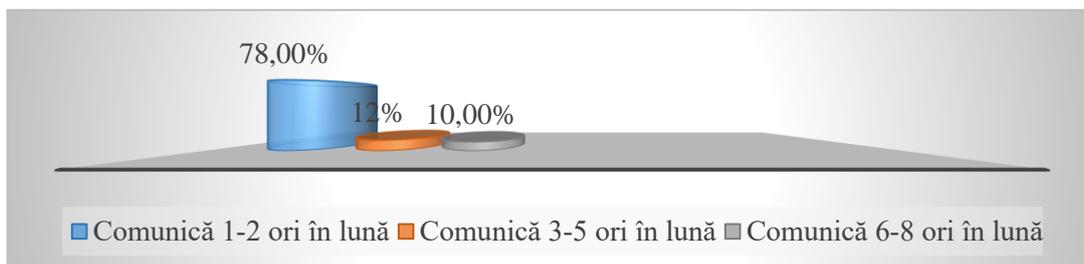 78,00%
12% 10,00%
Comunică 1-2 ori în lună Comunică 3-5 ori în lună Comunică 6-8 ori în lună